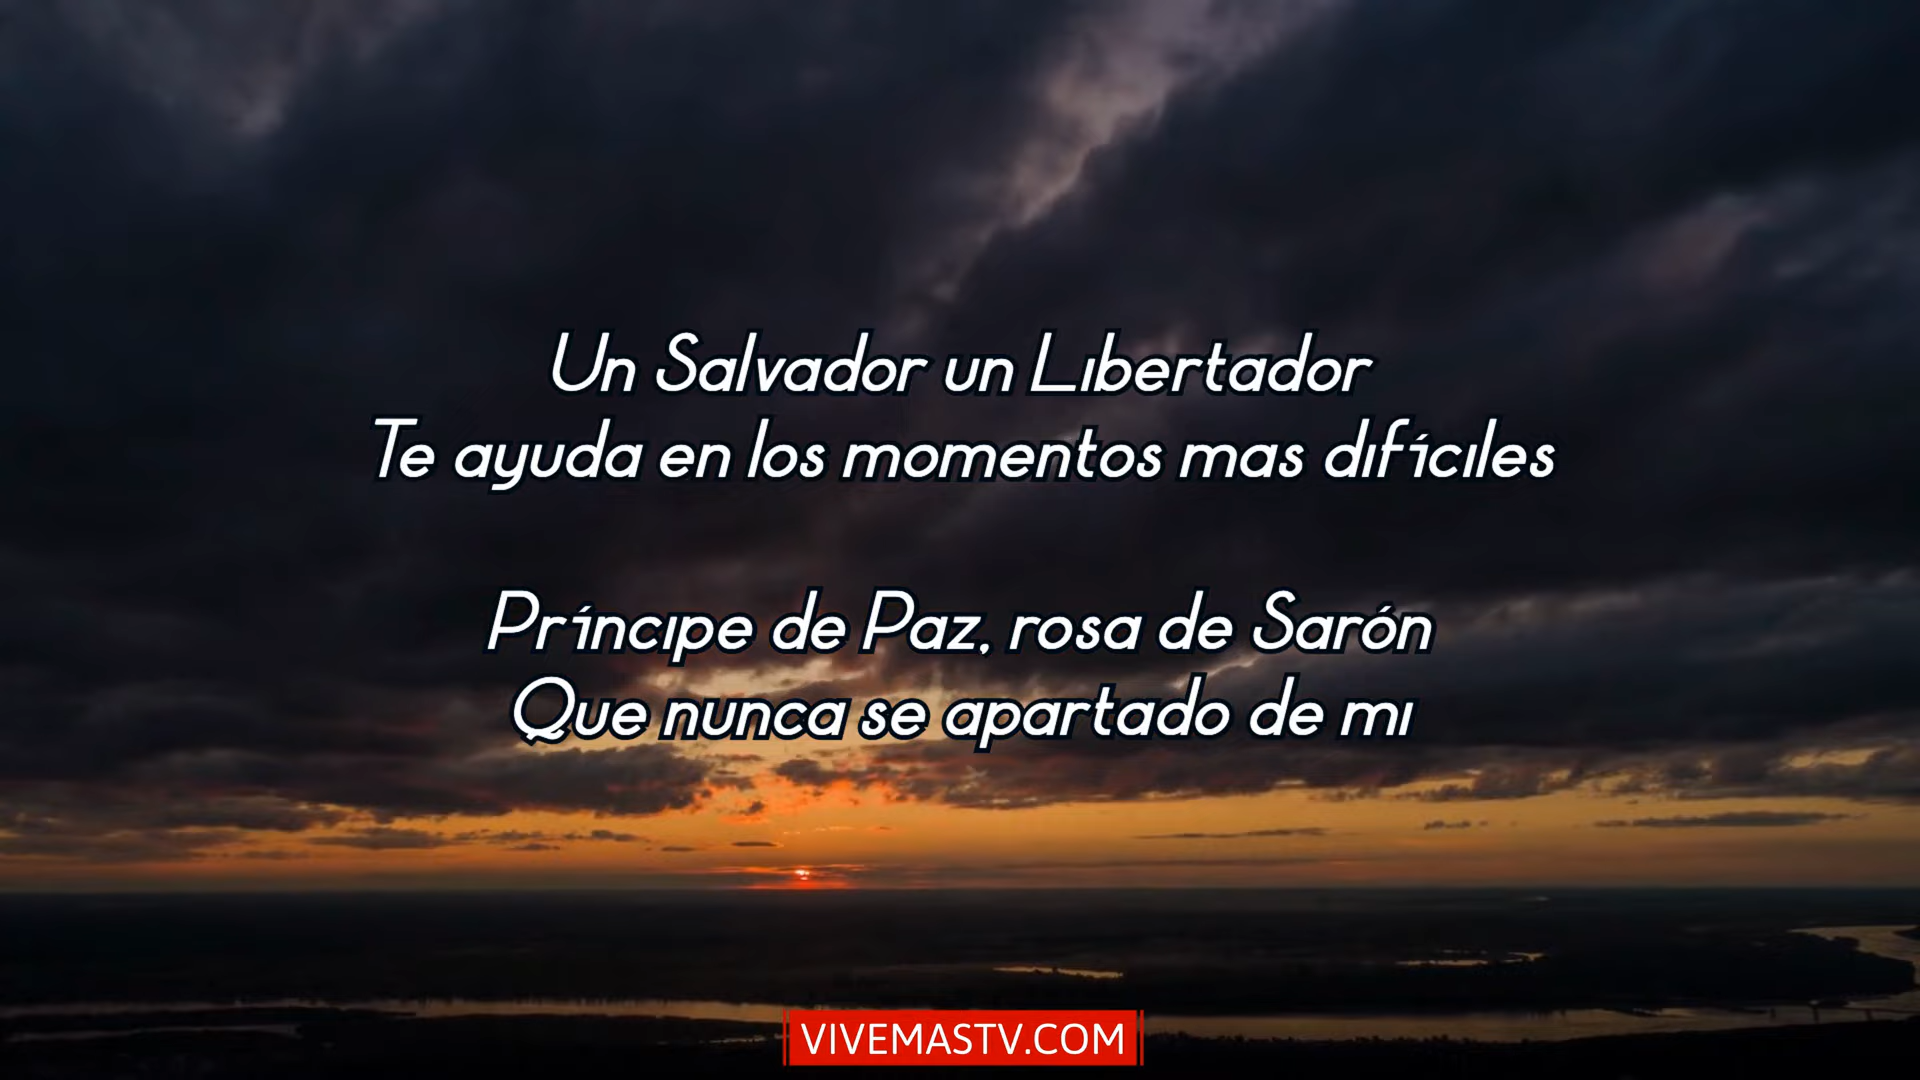 Un Salvador un Libertador
Te ayuda en los momentos mas difíciles
Príncipe de Paz, rosa de Sarón
Que nunca se apartado de mi
VIVEMASTV.COM